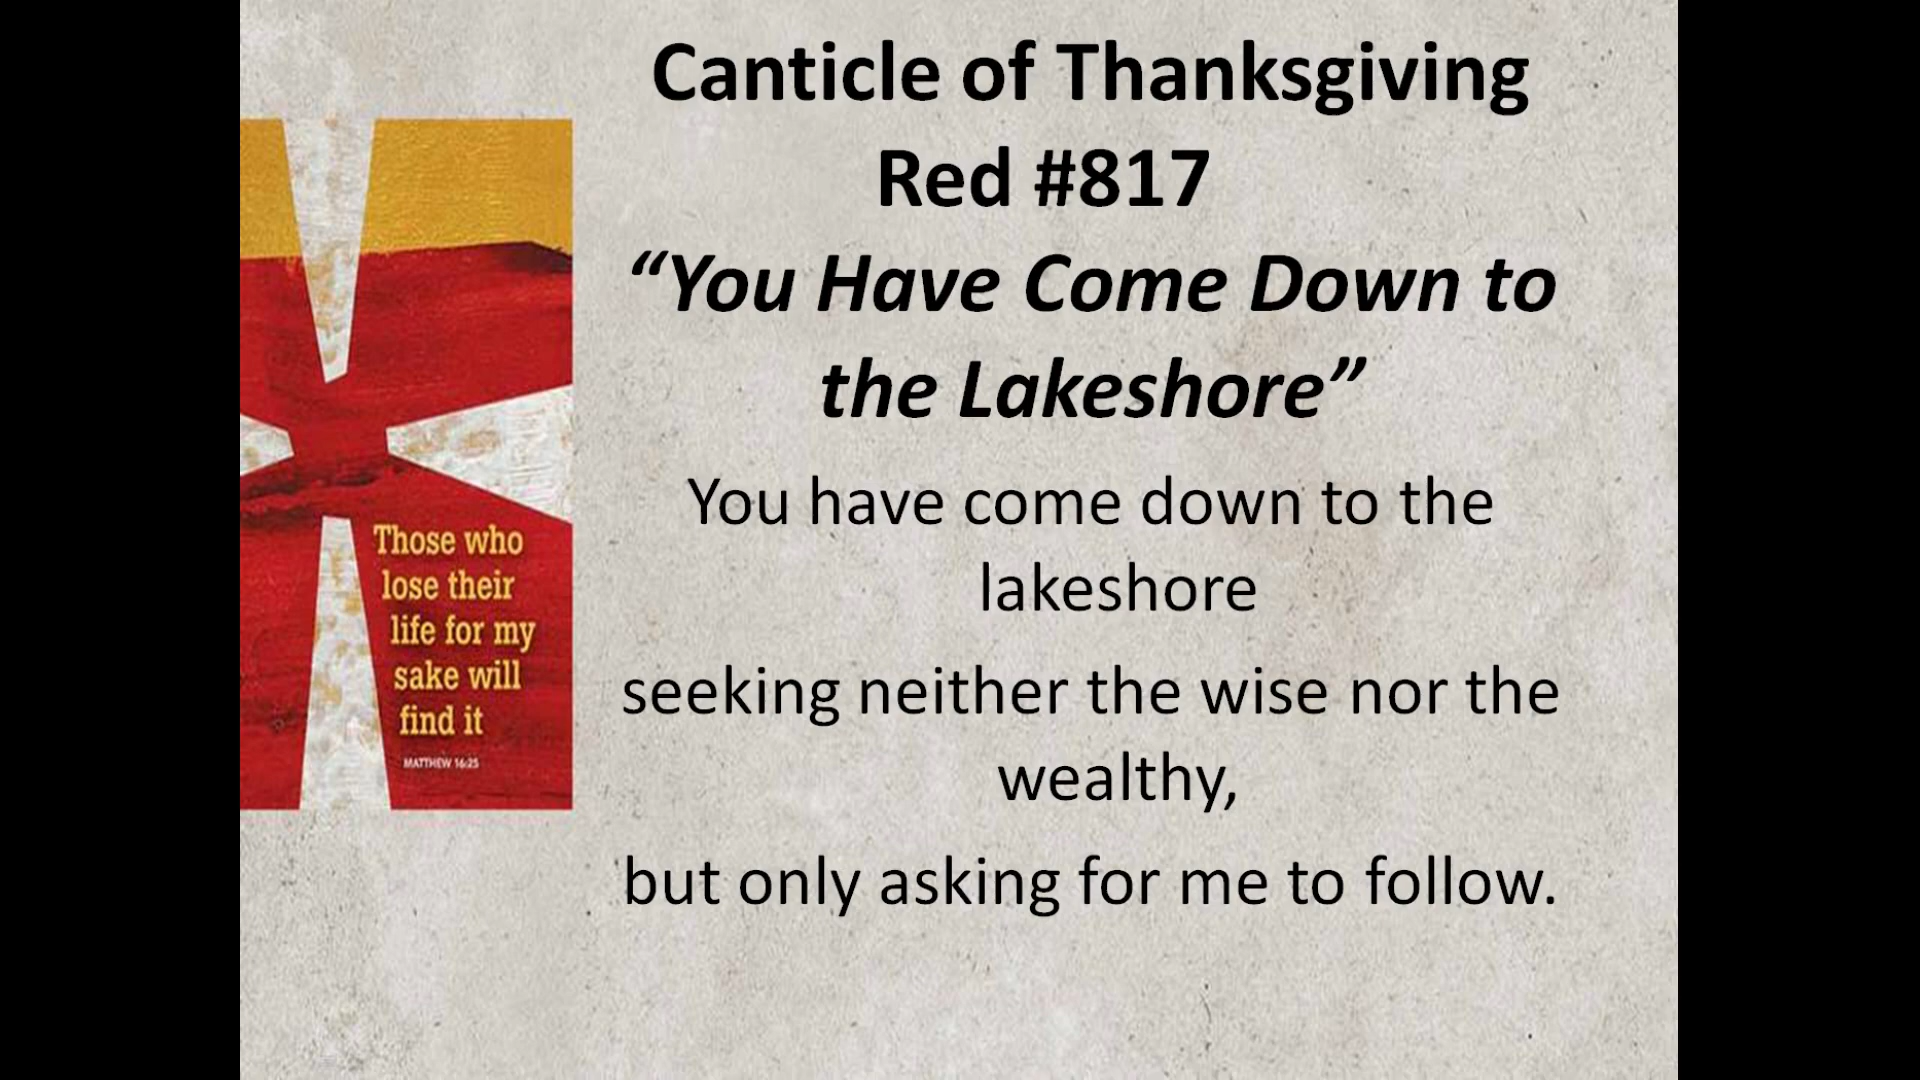 Canticle of Thanksgiving
Red #817
“You Have Come Down to
the Lakeshore”
You have come down to the
lakeshore
seeking neither the wise nor the
wealthy,
but only asking for me to follow.
Those who
lose their
life for my
sake will
find it
MATTHEW 16:25